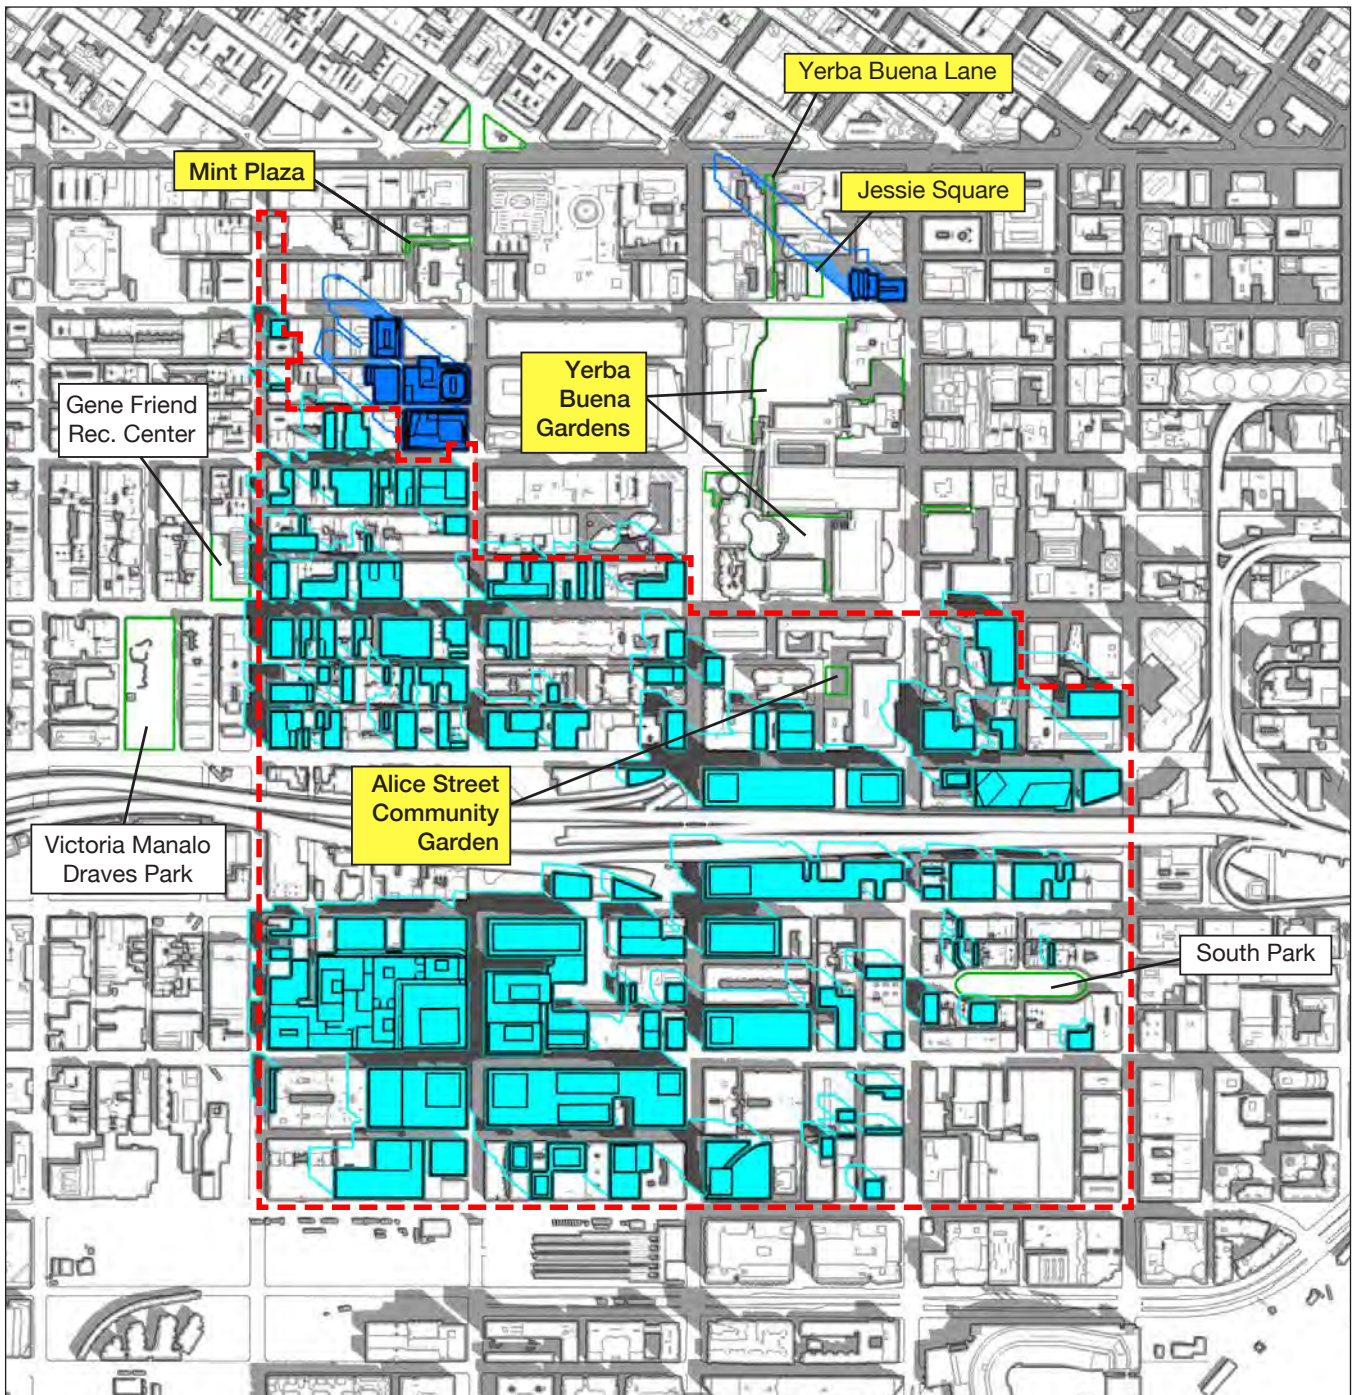 Yerba Buena Lane
Mint Plaza
Jessie Square
Yerba
Buena
Gardens
Gene Friend
Rec. Center
Alice Street
Community
Garden
Victoria Manalo
Draves Park
South Park